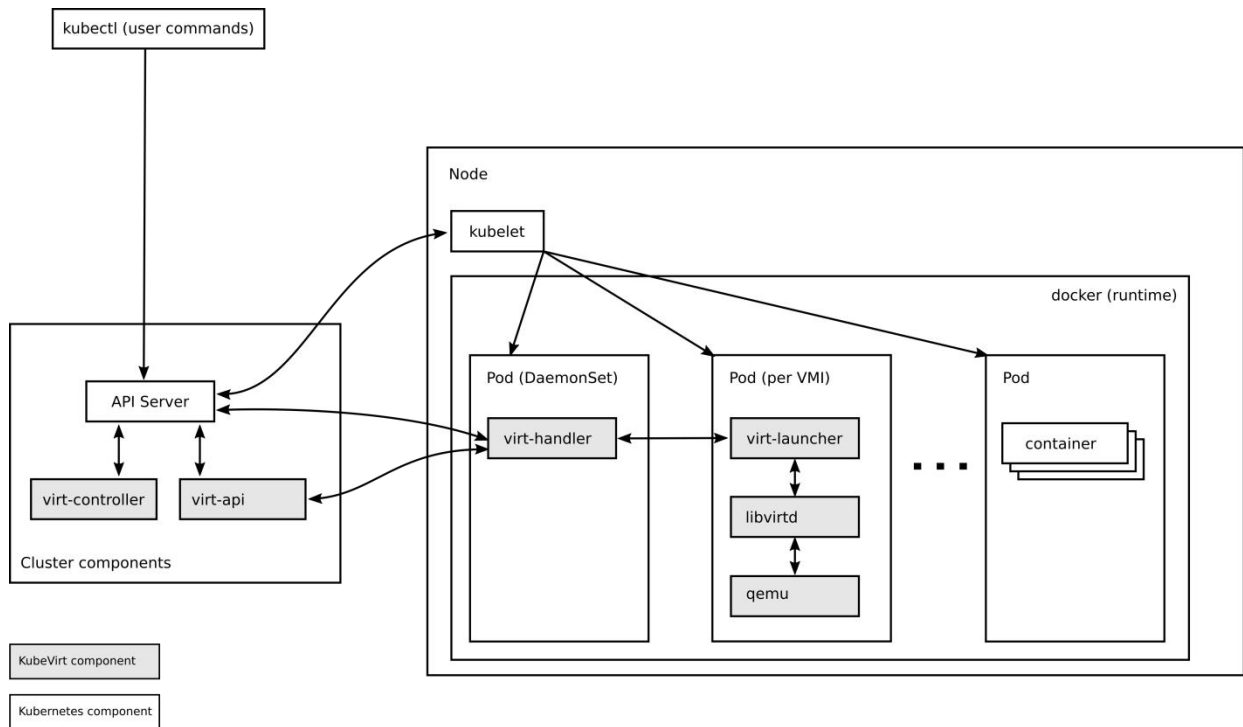 kubectl (user commands)
Node
kubelet
docker (runtime)
Pod (DaemonSet)
Pod (per VMI)
Pod
API Server
virt-handler
virt-launcher
container
virt-controller
virt-api
libvirtd
Cluster components
qemu
KubeVirt component
Kubernetes component